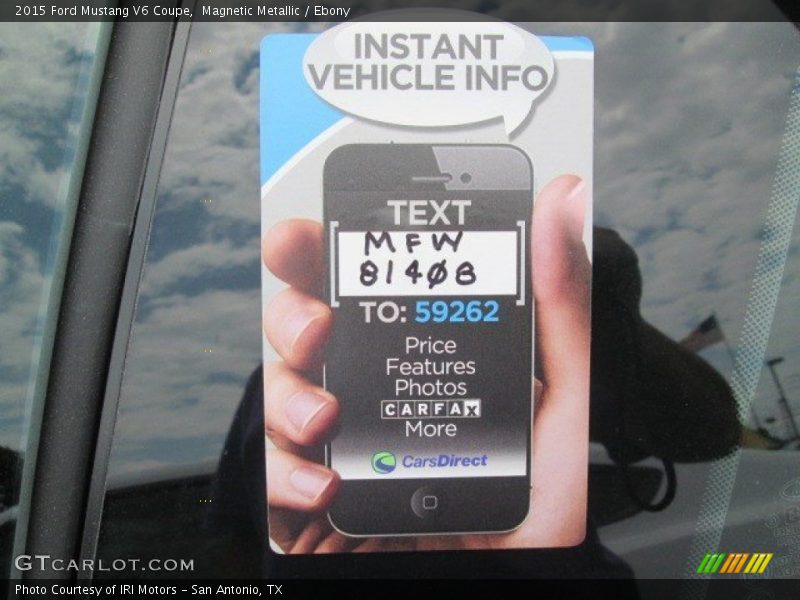 2015 Ford Mustang V6 Coupe, Magnetic Metallic / Ebony
INSTANT
VEHICLE INFO
TEXT
MFW
81408
TO: 59262
Price
Features
Photos
CARFAX
More
CarsDirect
GTCARLOT.COM
Photo Courtesy of IRI Motors - San Antonio, TX